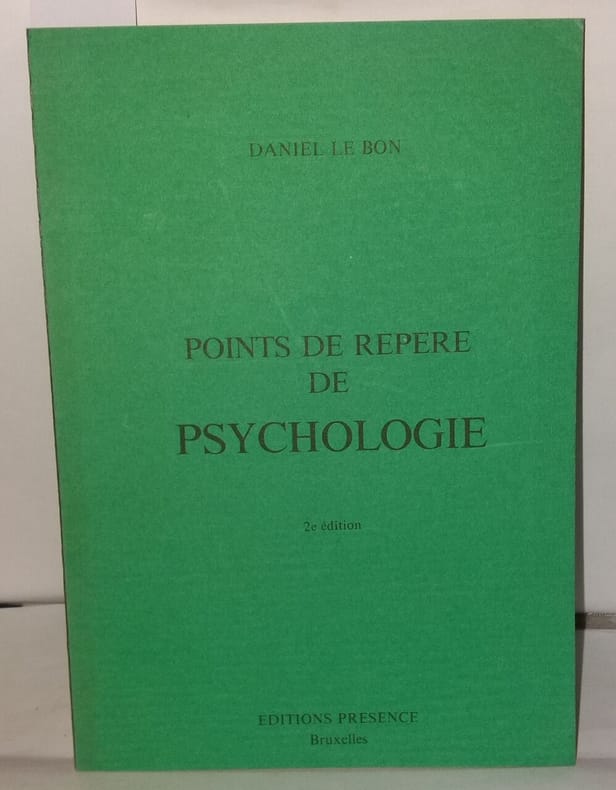 DANIEL LE BON
POINTS DE REPERE
DE
PSYCHOLOGIE
2e édition
EDITIONS PRESENCE
Bruxelles